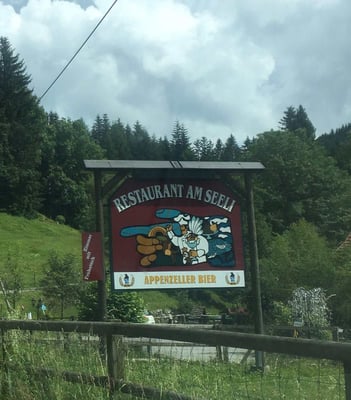 RESTAURANT AM SEELI
APPENZELLER BIER